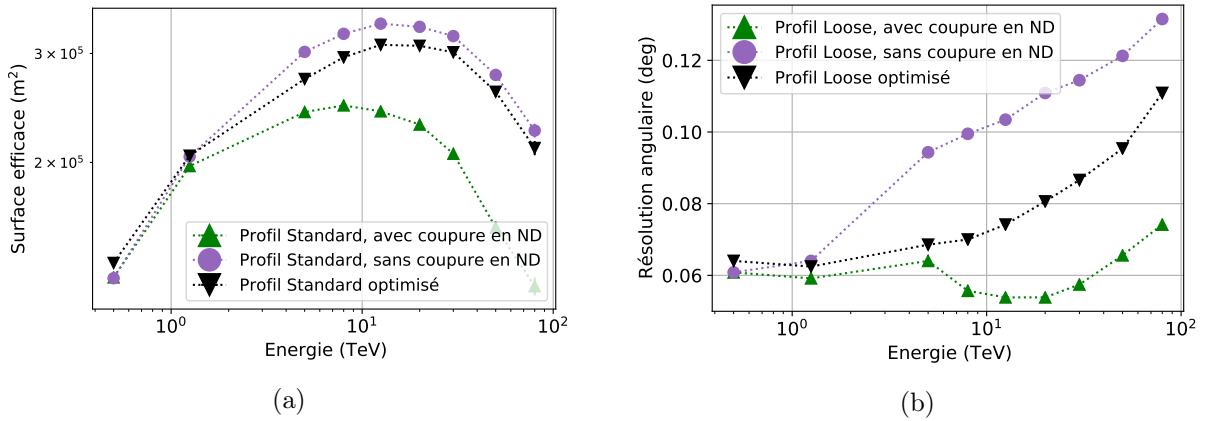 Surface efficace (m²)
3 × 10⁵
2 × 10⁵
Profil Standard, avec coupure en ND
Profil Standard, sans coupure en ND
Profil Standard optimisé
10⁰ 10¹ 10²
Energie (TeV)
(a)
Résolution angulaire (deg)
0.12
0.10
0.08
0.06
Profil Loose, avec coupure en ND
Profil Loose, sans coupure en ND
Profil Loose optimisé
10⁰ 10¹ 10²
Energie (TeV)
(b)